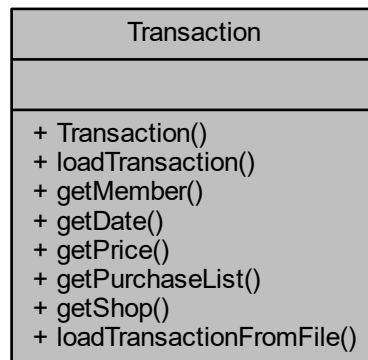 Transaction
+ Transaction()
+ loadTransaction()
+ getMember()
+ getDate()
+ getPrice()
+ getPurchaseList()
+ getShop()
+ loadTransactionFromFile()